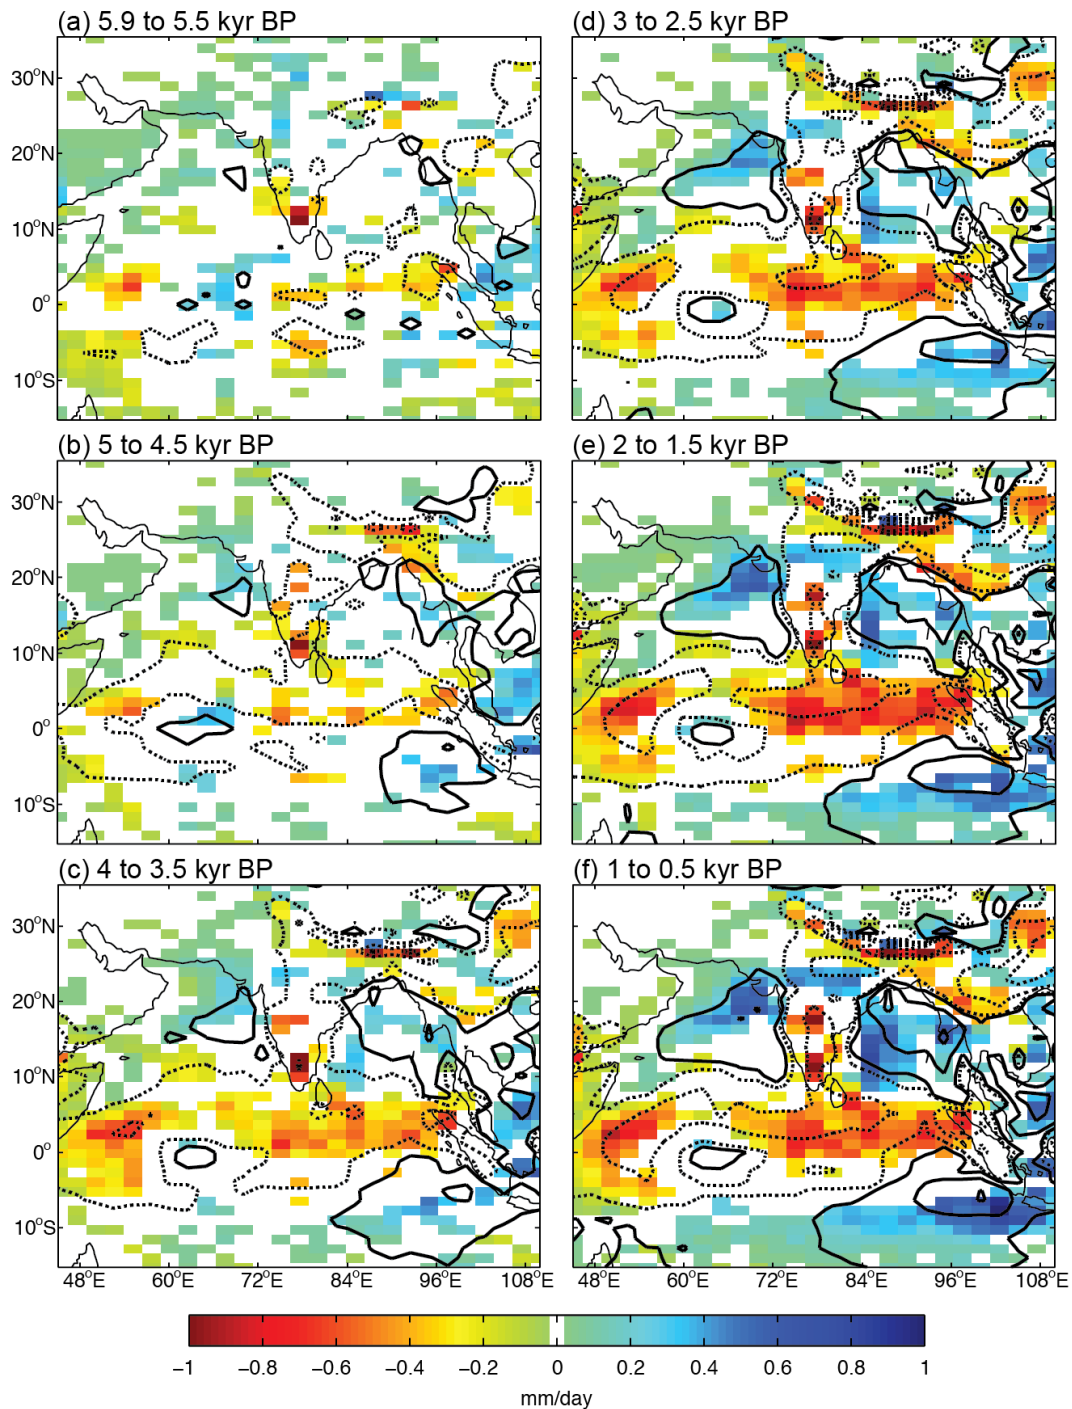 (a) 5.9 to 5.5 kyr BP
30°N
20°N
10°N
0°
10°S
(b) 5 to 4.5 kyr BP
30°N
20°N
10°N
0°
10°S
(c) 4 to 3.5 kyr BP
30°N
20°N
10°N
0°
10°S
48°E 60°E 72°E 84°E 96°E 108°E
(d) 3 to 2.5 kyr BP
(e) 2 to 1.5 kyr BP
(f) 1 to 0.5 kyr BP
48°E 60°E 72°E 84°E 96°E 108°E
−1 −0.8 −0.6 −0.4 −0.2 0 0.2 0.4 0.6 0.8 1
mm/day